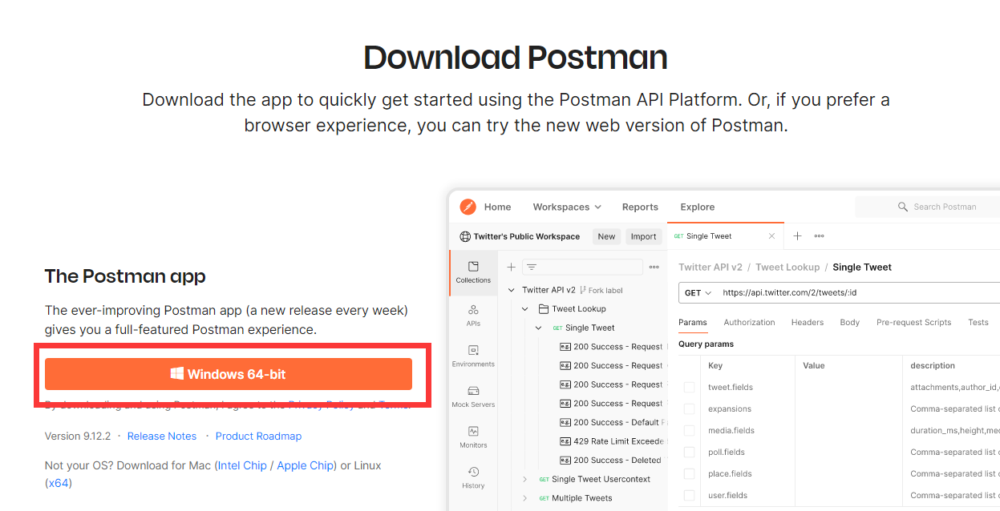 Download Postman
Download the app to quickly get started using the Postman API Platform. Or, if you prefer a
browser experience, you can try the new web version of Postman.
The Postman app
The ever-improving Postman app (a new release every week)
gives you a full-featured Postman experience.
Windows 64-bit
By downloading and using Postman, I agree to the Privacy Policy and Terms.
Version 9.12.2 · Release Notes · Product Roadmap
Not your OS? Download for Mac (Intel Chip / Apple Chip) or Linux
(x64)
Home Workspaces Reports Explore Search Postman
Twitter's Public Workspace New Import GET Single Tweet
Collections
APIs
Environments
Mock Servers
Monitors
History
Twitter API v2 Fork label
Tweet Lookup
GET Single Tweet
200 Success - Request
200 Success - Request
200 Success - Request
200 Success - Request
200 Success - Default
429 Rate Limit Exceede
200 Success - Deleted
GET Single Tweet Usercontext
GET Multiple Tweets
Twitter API v2 / Tweet Lookup / Single Tweet
GET https://api.twitter.com/2/tweets/:id
Params Authorization Headers Body Pre-request Scripts Tests
Query params
Key Value description
tweet.fields attachments,author_id,
expansions Comma-separated list
media.fields duration_ms,height,me
poll.fields Comma-separated list
place.fields Comma-separated list
user.fields Comma-separated list